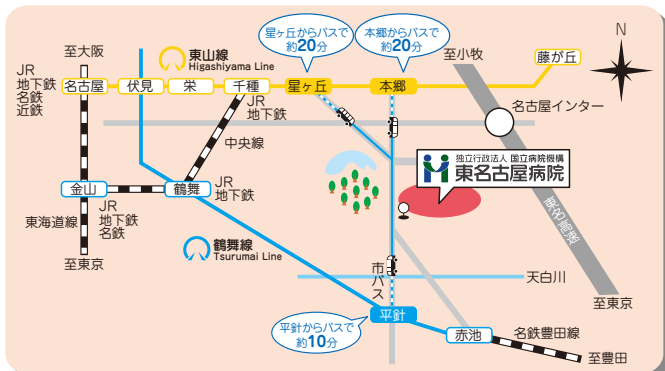 星ヶ丘からバスで
約20分
本郷からバスで
約20分
N
至大阪
東山線
Higashiyama Line
至小牧
藤が丘
JR
地下鉄
名鉄
近鉄
名古屋
伏見
栄
千種
星ヶ丘
本郷
JR
地下鉄
名古屋インター
中央線
独立行政法人 国立病院機構
東名古屋病院
金山
鶴舞
JR
地下鉄
JR
地下鉄
名鉄
東海道線
東名高速
鶴舞線
Tsurumai Line
至東京
市バス
天白川
至東京
平針からバスで
約10分
平針
赤池
名鉄豊田線
至豊田